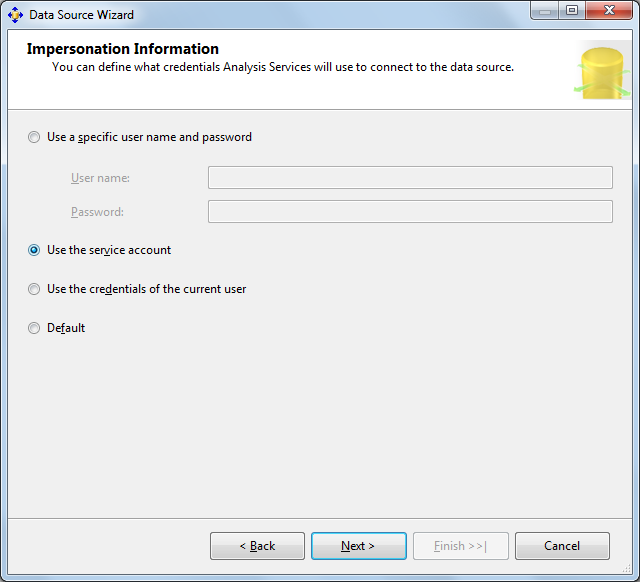 Data Source Wizard
Impersonation Information
You can define what credentials Analysis Services will use to connect to the data source.
Use a specific user name and password
User name:
Password:
Use the service account
Use the credentials of the current user
Default
< Back Next > Finish >>| Cancel